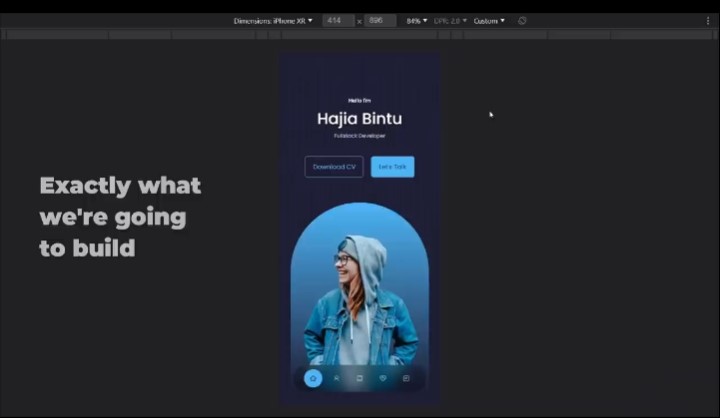 Dimensions: iPhone XR
414 x 896 84% DPR: 2.0 Custom
Hello I'm
Hajia Bintu
Fullstack Developer
Download CV Let's Talk
Exactly what
we're going
to build